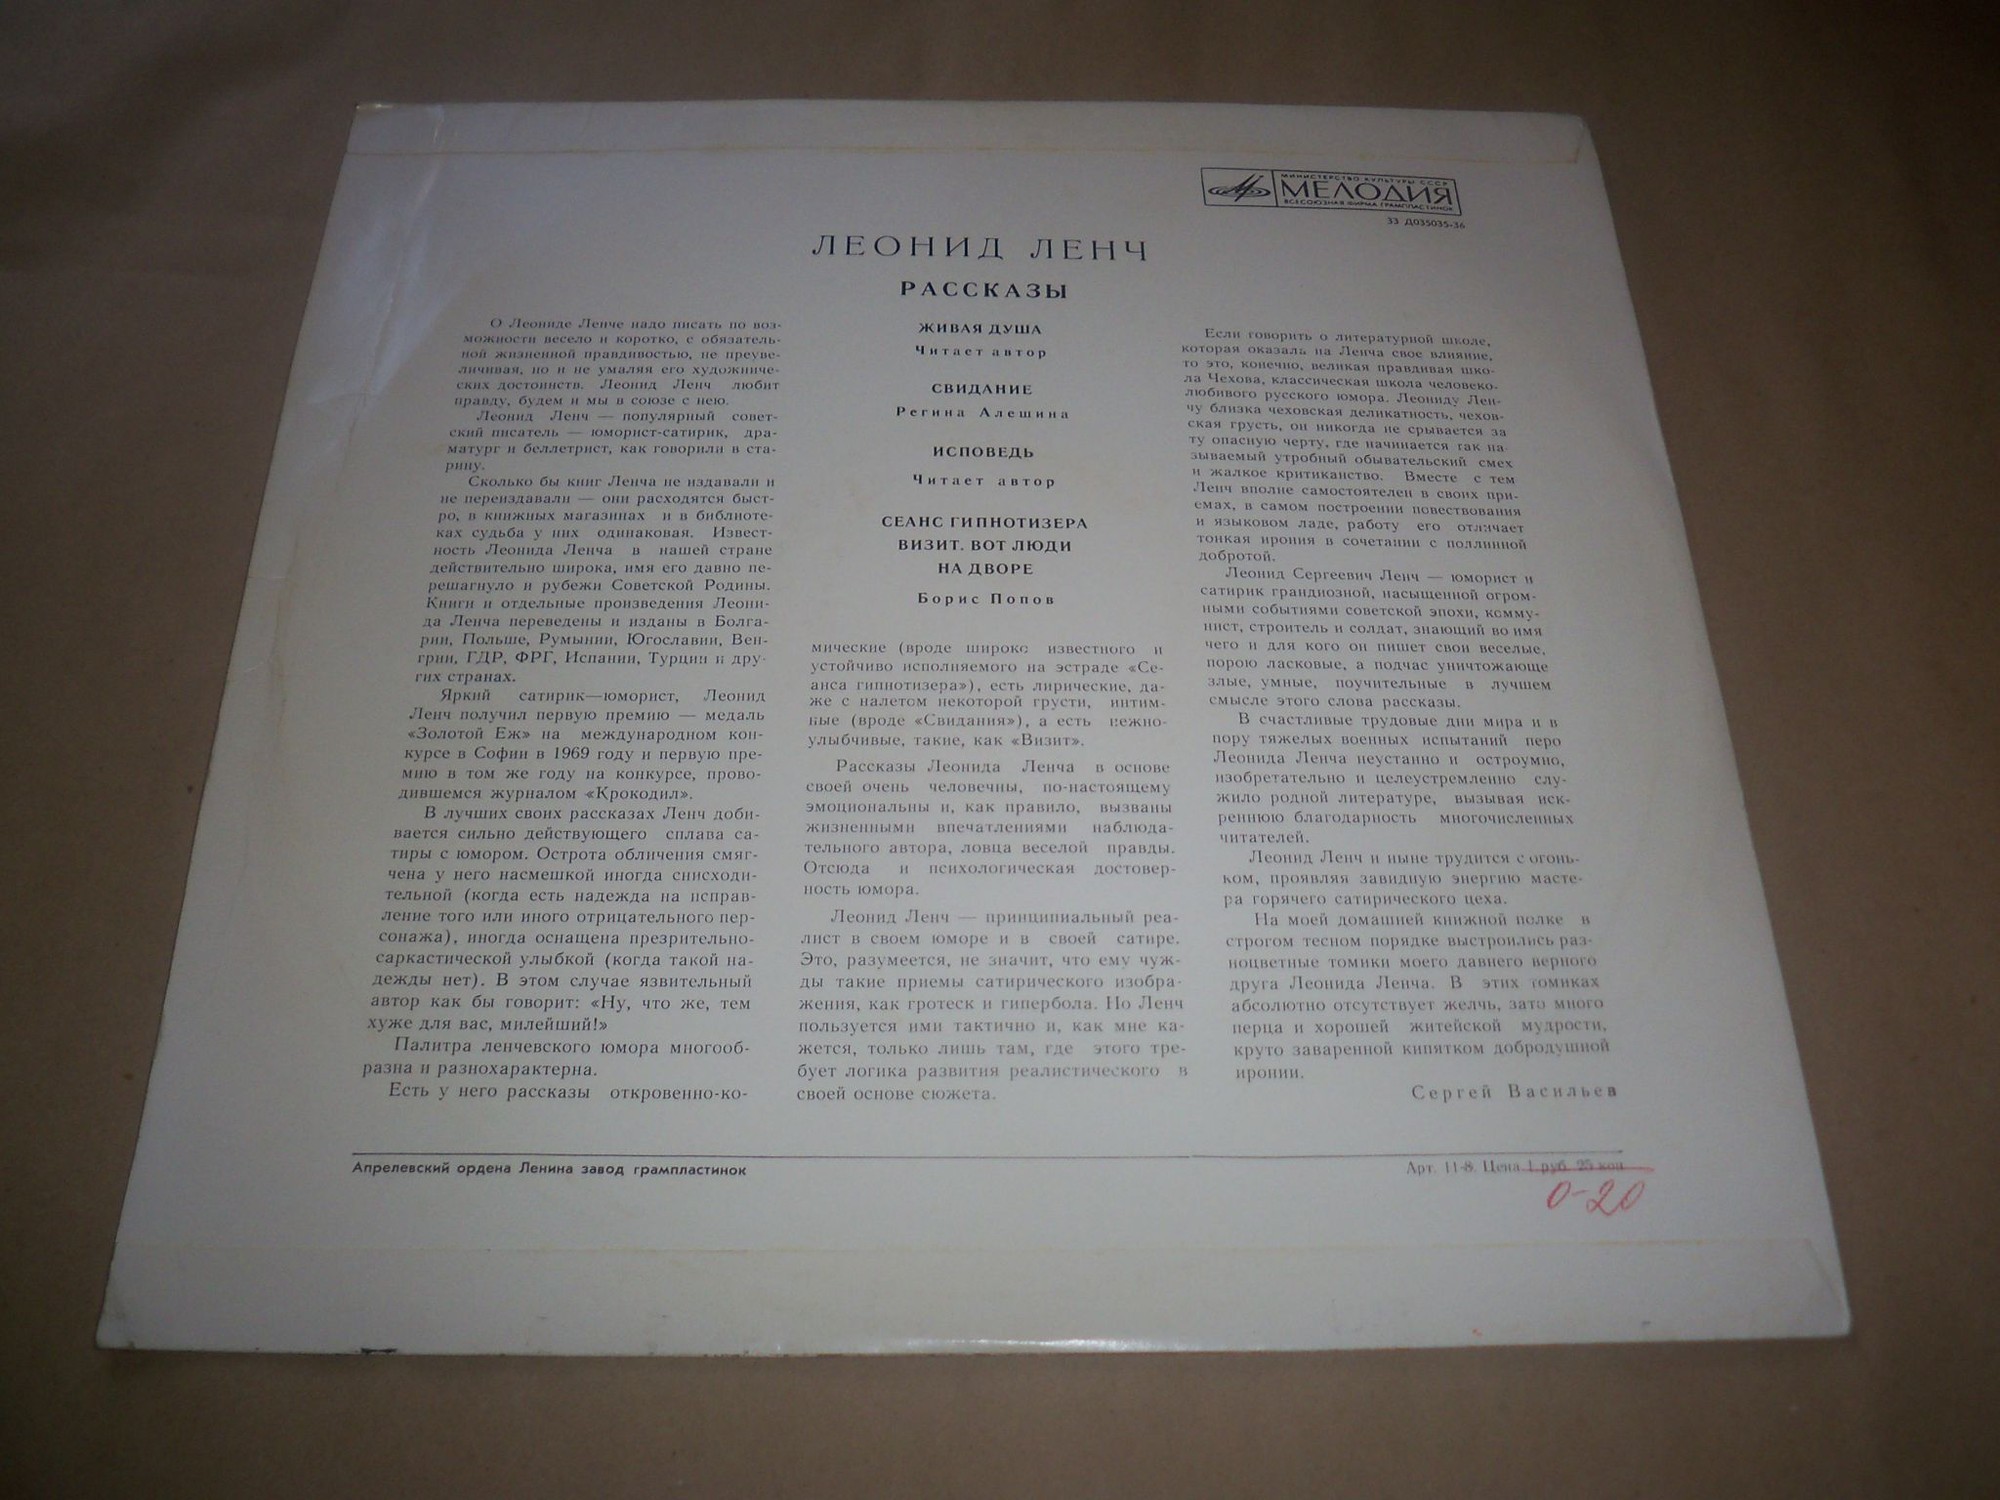 МИНИСТЕРСТВО КУЛЬТУРЫ СССР
МЕЛОДИЯ
ВСЕСОЮЗНАЯ ФИРМА ГРАМПЛАСТИНОК
33 Д035035-36
ЛЕОНИД ЛЕНЧ
РАССКАЗЫ
ЖИВАЯ ДУША
Читает автор
СВИДАНИЕ
Регина Алешина
ИСПОВЕДЬ
Читает автор
СЕАНС ГИПНОТИЗЕРА
ВИЗИТ. ВОТ ЛЮДИ
НА ДВОРЕ
Борис Попов
О Леониде Ленче надо писать по воз-
можности весело и коротко, с обязатель-
ной жизненной правдивостью, не преуве-
личивая, но и не умаляя его художниче-
ских достоинств. Леонид Ленч любит
правду, будем и мы в союзе с нею.
Леонид Ленч — популярный совет-
ский писатель — юморист-сатирик, дра-
матург и беллетрист, как говорили в ста-
рину.
Сколько бы книг Ленча не издавали и
не переиздавали — они расходятся быст-
ро, в книжных магазинах и в библиоте-
ках судьба у них одинаковая. Извест-
ность Леонида Ленча в нашей стране
действительно широка, имя его давно пе-
решагнуло и рубежи Советской Родины.
Книги и отдельные произведения Леони-
да Ленча переведены и изданы в Болга-
рии, Польше, Румынии, Югославии, Вен-
грии, ГДР, ФРГ, Испании, Турции и дру-
гих странах.
Яркий сатирик—юморист, Леонид
Ленч получил первую премию — медаль
«Золотой Еж» на международном кон-
курсе в Софии в 1969 году и первую пре-
мию в том же году на конкурсе, прово-
дившемся журналом «Крокодил».
В лучших своих рассказах Ленч доби-
вается сильно действующего сплава са-
тиры с юмором. Острота обличения смяг-
чена у него насмешкой иногда снисходи-
тельной (когда есть надежда на исправ-
ление того или иного отрицательного пер-
сонажа), иногда оснащена презрительно-
саркастической улыбкой (когда такой на-
дежды нет). В этом случае язвительный
автор как бы говорит: «Ну, что же, тем
хуже для вас, милейший!»
Палитра ленчевского юмора многооб-
разна и разнохарактерна.
Есть у него рассказы откровенно-ко-
мические (вроде широко известного и
устойчиво исполняемого на эстраде «Се-
анса гипнотизера»), есть лирические, да-
же с налетом некоторой грусти, интим-
ные (вроде «Свидания»), а есть нежно-
улыбчивые, такие, как «Визит».
Рассказы Леонида Ленча в основе
своей очень человечны, по-настоящему
эмоциональны и, как правило, вызваны
жизненными впечатлениями наблюда-
тельного автора, ловца веселой правды.
Отсюда и психологическая достовер-
ность юмора.
Леонид Ленч — принципиальный реа-
лист в своем юморе и в своей сатире.
Это, разумеется, не значит, что ему чуж-
ды такие приемы сатирического изобра-
жения, как гротеск и гипербола. Но Ленч
пользуется ими тактично и, как мне ка-
жется, только лишь там, где этого тре-
бует логика развития реалистического в
своей основе сюжета.
Если говорить о литературной школе,
которая оказала на Ленча свое влияние,
то это, конечно, великая правдивая шко-
ла Чехова, классическая школа человеко-
любивого русского юмора. Леониду Лен-
чу близка чеховская деликатность, чехов-
ская грусть, он никогда не срывается за
ту опасную черту, где начинается так на-
зываемый утробный обывательский смех
и жалкое критиканство. Вместе с тем
Ленч вполне самостоятелен в своих при-
емах, в самом построении повествования
и языковом ладе, работу его отличает
тонкая ирония в сочетании с подлинной
добротой.
Леонид Сергеевич Ленч — юморист и
сатирик грандиозной, насыщенной огром-
ными событиями советской эпохи, комму-
нист, строитель и солдат, знающий во имя
чего и для кого он пишет свои веселые,
порою ласковые, а подчас уничтожающе
злые, умные, поучительные в лучшем
смысле этого слова рассказы.
В счастливые трудовые дни мира и в
пору тяжелых военных испытаний перо
Леонида Ленча неустанно и остроумно,
изобретательно и целеустремленно слу-
жило родной литературе, вызывая иск-
реннюю благодарность многочисленных
читателей.
Леонид Ленч и ныне трудится с огонь-
ком, проявляя завидную энергию масте-
ра горячего сатирического цеха.
На моей домашней книжной полке в
строгом тесном порядке выстроились раз-
ноцветные томики моего давнего верного
друга Леонида Ленча. В этих томиках
абсолютно отсутствует желчь, зато много
перца и хорошей житейской мудрости,
круто заваренной кипятком добродушной
иронии.
Сергей Васильев
Апрелевский ордена Ленина завод грампластинок
Арт. 11-8. Цена 1 руб. 25 коп.
0-20